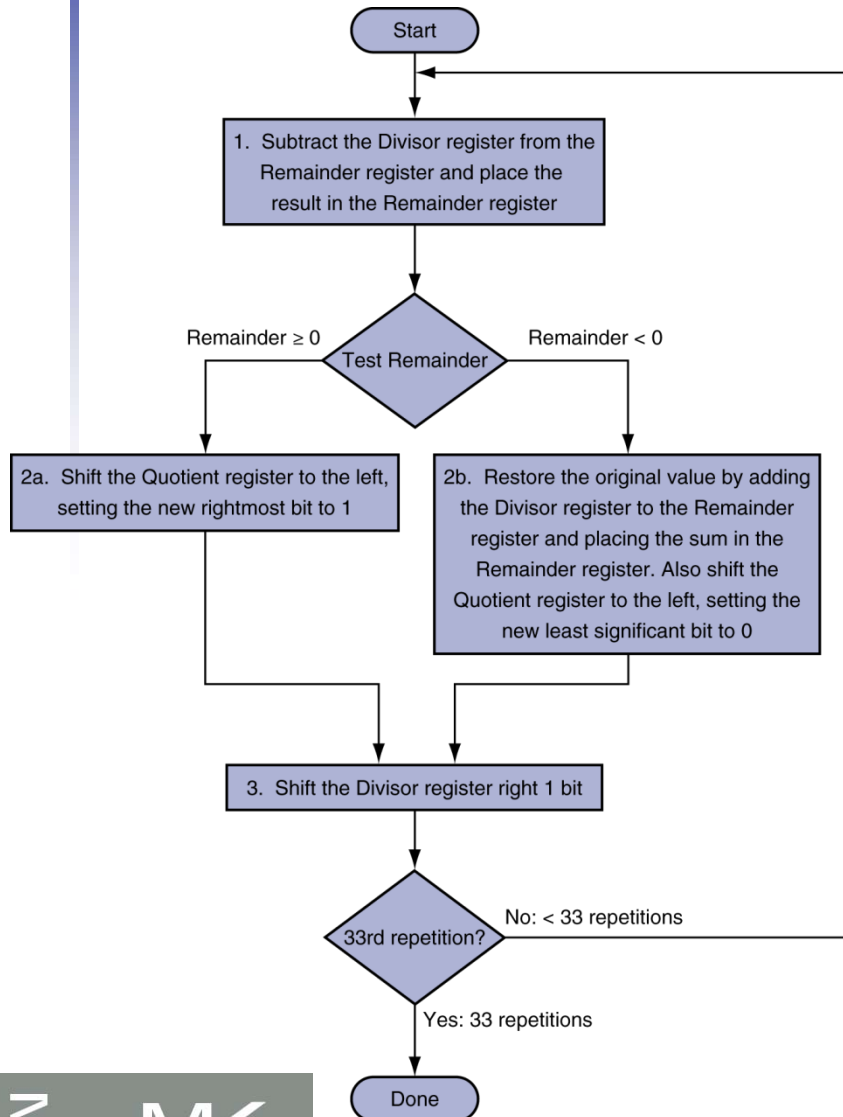 Start
1. Subtract the Divisor register from the
Remainder register and place the
result in the Remainder register
Remainder ≥ 0
Remainder < 0
Test Remainder
2a. Shift the Quotient register to the left,
setting the new rightmost bit to 1
2b. Restore the original value by adding
the Divisor register to the Remainder
register and placing the sum in the
Remainder register. Also shift the
Quotient register to the left, setting the
new least significant bit to 0
3. Shift the Divisor register right 1 bit
33rd repetition?
No: < 33 repetitions
Yes: 33 repetitions
Done